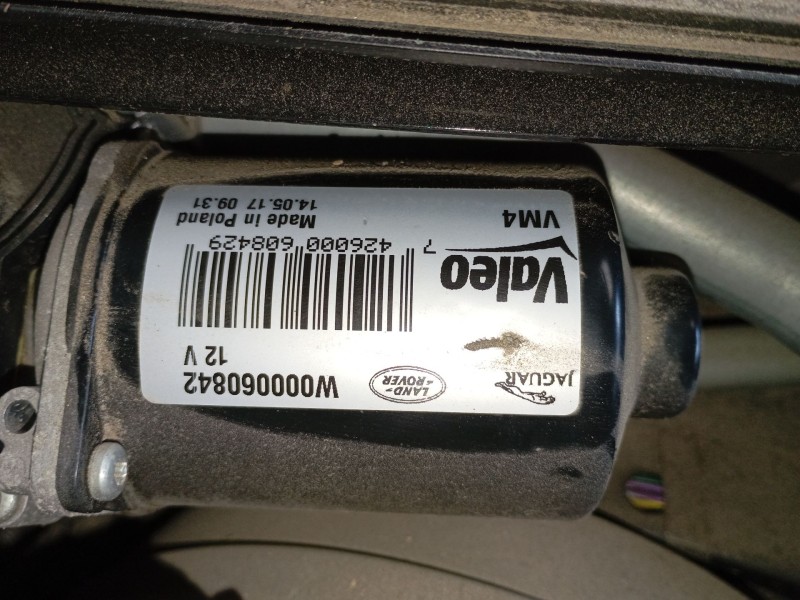 JAGUAR
LAND-
ROVER
W000060842
12 V
Valeo
7 426000 608429
VM4
Made in Poland
14.05.17 09.31